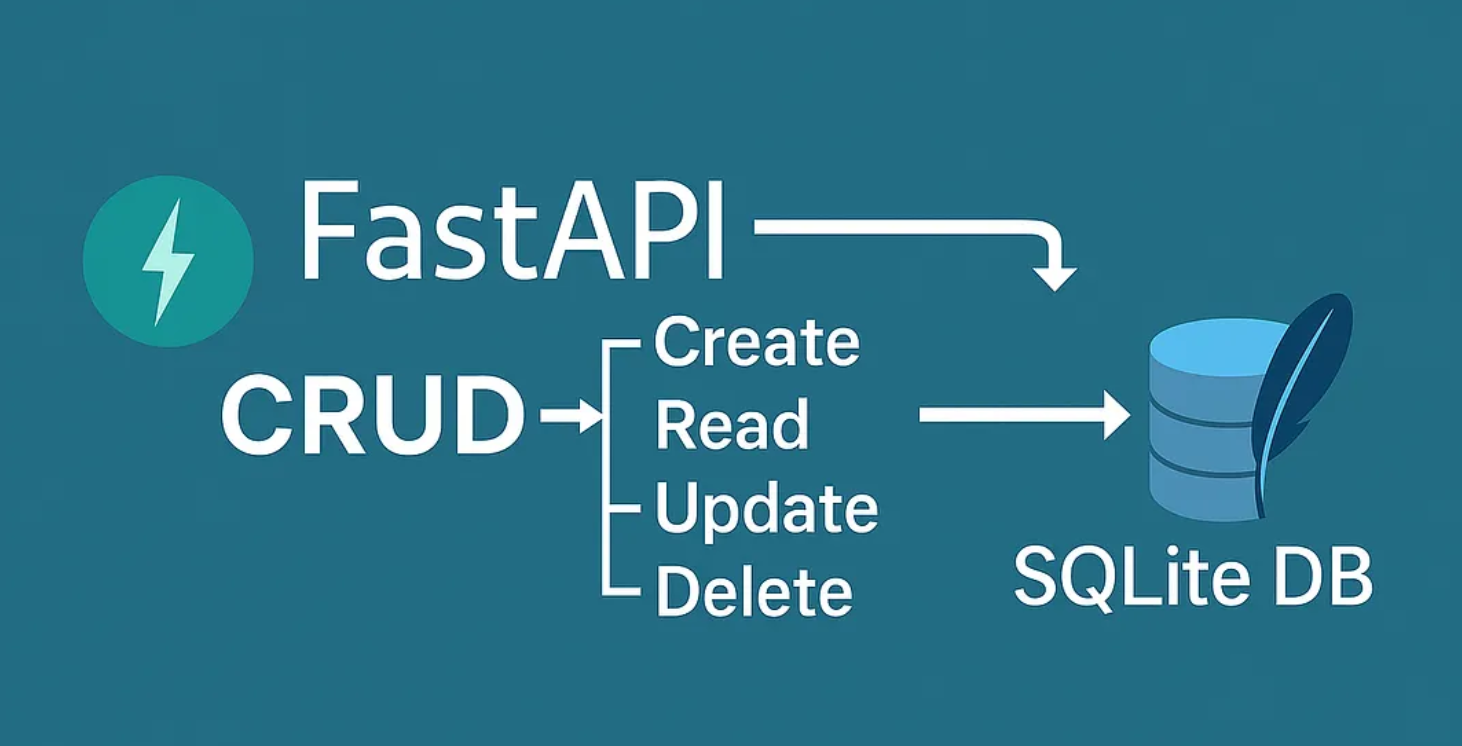 FastAPI
CRUD
Create
Read
Update
Delete
SQLite DB